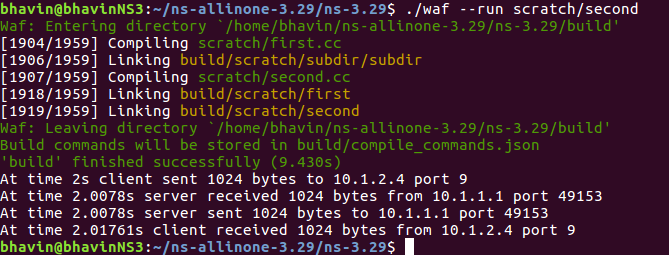 bhavin@bhavinNS3:~/ns-allinone-3.29/ns-3.29$ ./waf --run scratch/second
Waf: Entering directory `/home/bhavin/ns-allinone-3.29/ns-3.29/build'
[1904/1959] Compiling scratch/first.cc
[1906/1959] Linking build/scratch/subdir/subdir
[1907/1959] Compiling scratch/second.cc
[1918/1959] Linking build/scratch/first
[1919/1959] Linking build/scratch/second
Waf: Leaving directory `/home/bhavin/ns-allinone-3.29/ns-3.29/build'
Build commands will be stored in build/compile_commands.json
'build' finished successfully (9.430s)
At time 2s client sent 1024 bytes to 10.1.2.4 port 9
At time 2.0078s server received 1024 bytes from 10.1.1.1 port 49153
At time 2.0078s server sent 1024 bytes to 10.1.1.1 port 49153
At time 2.01761s client received 1024 bytes from 10.1.2.4 port 9
bhavin@bhavinNS3:~/ns-allinone-3.29/ns-3.29$